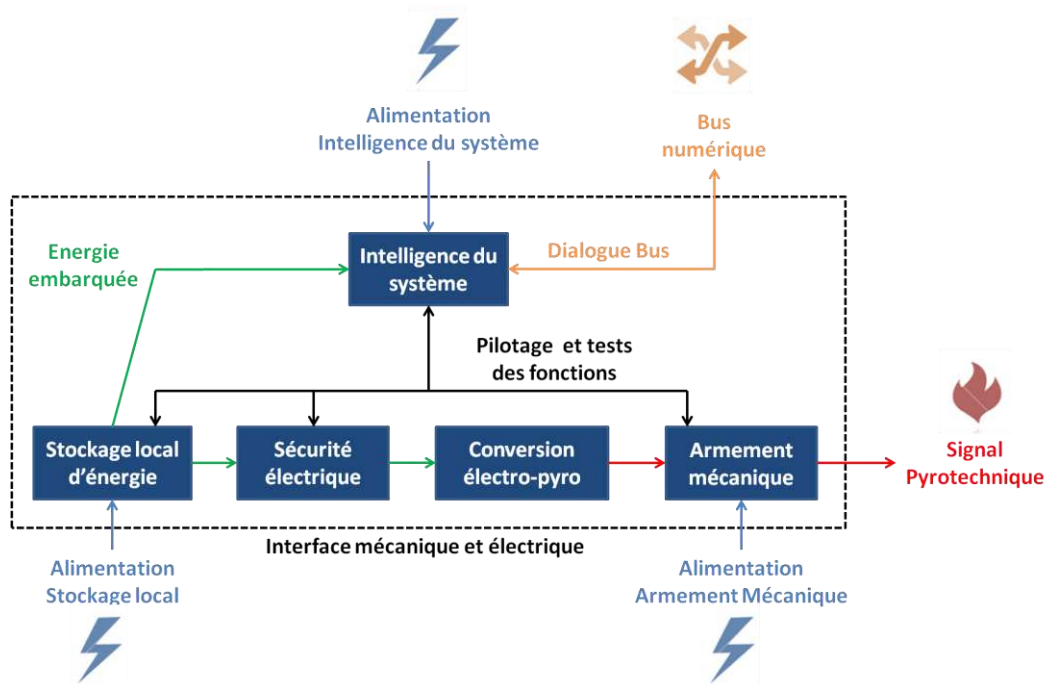 Alimentation
Intelligence du système
Bus
numérique
Energie
embarquée
Intelligence du
système
Dialogue Bus
Pilotage et tests
des fonctions
Stockage local
d'énergie
Sécurité
électrique
Conversion
électro-pyro
Armement
mécanique
Signal
Pyrotechnique
Interface mécanique et électrique
Alimentation
Stockage local
Alimentation
Armement Mécanique